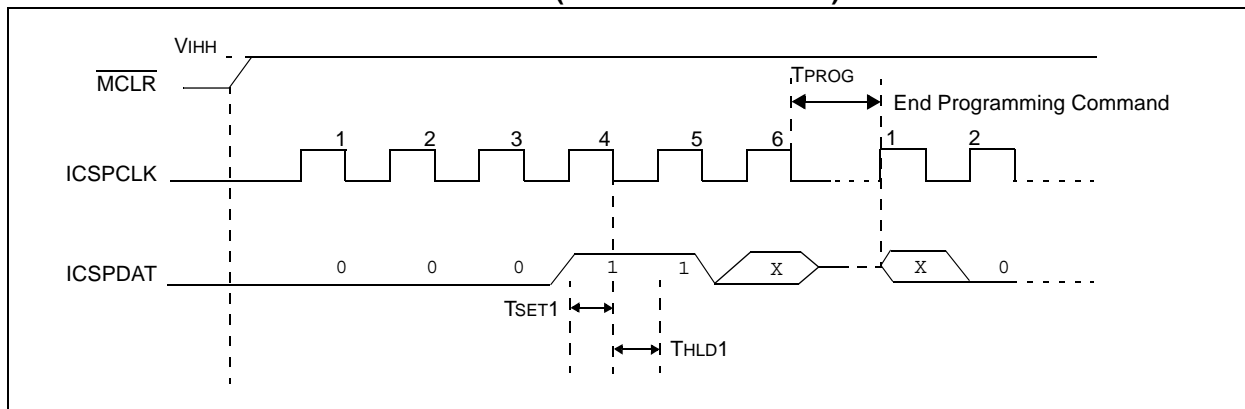 VIHH
MCLR
TPROG
End Programming Command
1 2 3 4 5 6 1 2
ICSPCLK
ICSPDAT
0 0 0 1 1 X X 0
TSET1
THLD1